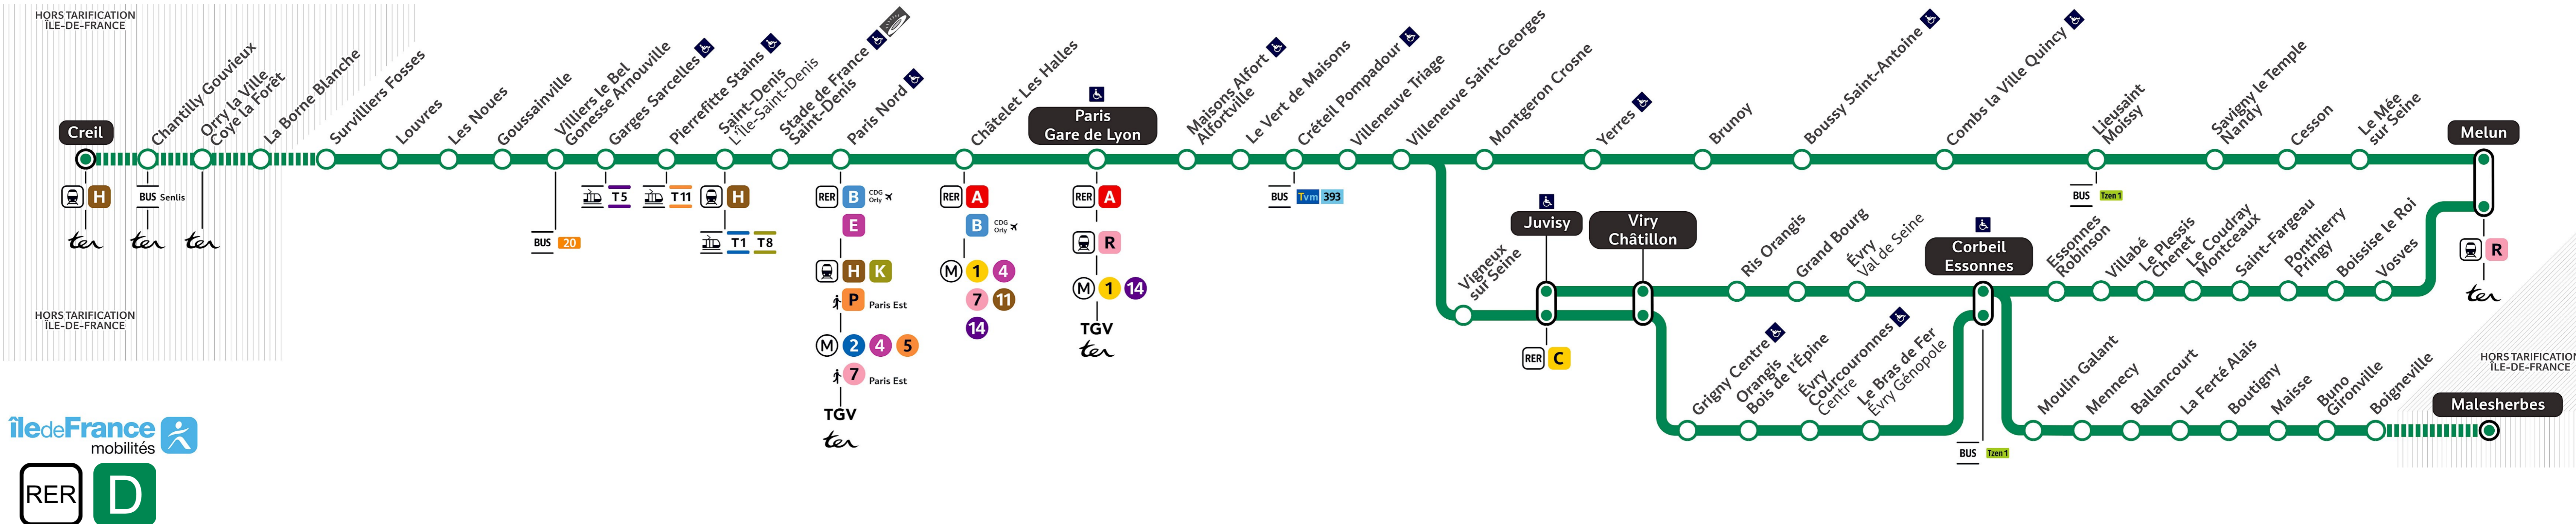 HORS TARIFICATION
ÎLE-DE-FRANCE
Creil
Chantilly Gouvieux
Orry la Ville
Coye la Forêt
La Borne Blanche
Survilliers Fosses
Louvres
Les Noues
Goussainville
Villiers le Bel
Gonesse Arnouville
Garges Sarcelles
Pierrefitte Stains
Saint-Denis
L'Île-Saint-Denis
Stade de France
Saint-Denis
Paris Nord
Châtelet Les Halles
Paris
Gare de Lyon
Maisons Alfort
Alfortville
Le Vert de Maisons
Créteil Pompadour
Villeneuve Triage
Villeneuve Saint-Georges
Montgeron Crosne
Yerres
Brunoy
Boussy Saint-Antoine
Combs la Ville Quincy
Lieusaint
Moissy
Savigny le Temple
Nandy
Cesson
Le Mée
sur Seine
Melun
H
ter
BUS Senlis
ter
ter
BUS 20
T5
T11
H
T1 T8
RER B CDG
Orly
E
H K
P Paris Est
M 2 4 5
7 Paris Est
TGV
ter
RER A
B CDG
Orly
M 1 4
7 11
14
RER A
R
M 1 14
TGV
ter
BUS Tvm 393
BUS Tzen 1
R
ter
Vigneux
sur Seine
Juvisy
RER C
Viry
Châtillon
Ris Orangis
Grand Bourg
Évry
Val de Seine
Corbeil
Essonnes
BUS Tzen 1
Essonnes
Robinson
Villabé
Le Plessis
Chenet
Le Coudray
Montceaux
Saint-Fargeau
Ponthierry
Pringy
Boissise le Roi
Vosves
Grigny Centre
Orangis
Bois de l'Épine
Évry
Courcouronnes
Centre
Le Bras de Fer
Évry Génopole
Moulin Galant
Mennecy
Ballancourt
La Ferté Alais
Boutigny
Maisse
Buno
Gironville
Boigneville
Malesherbes
HORS TARIFICATION
ÎLE-DE-FRANCE
HORS TARIFICATION
ÎLE-DE-FRANCE
îledeFrance
mobilités
RER D